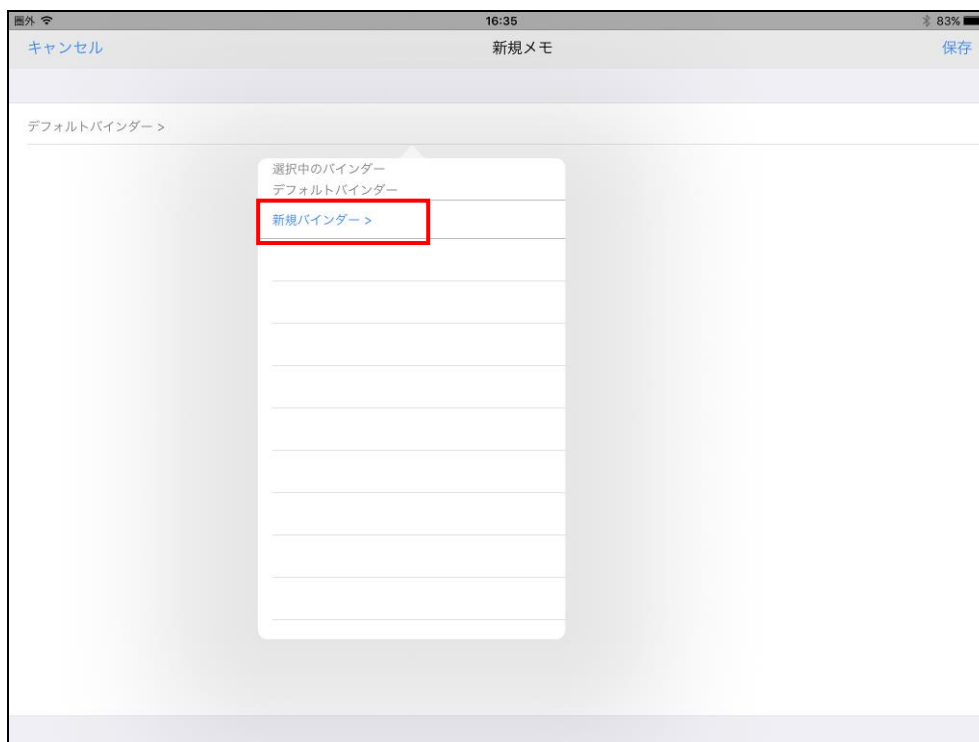 圏外 16:35 83%
キャンセル 新規メモ 保存
デフォルトバインダー >
選択中のバインダー
デフォルトバインダー
新規バインダー >